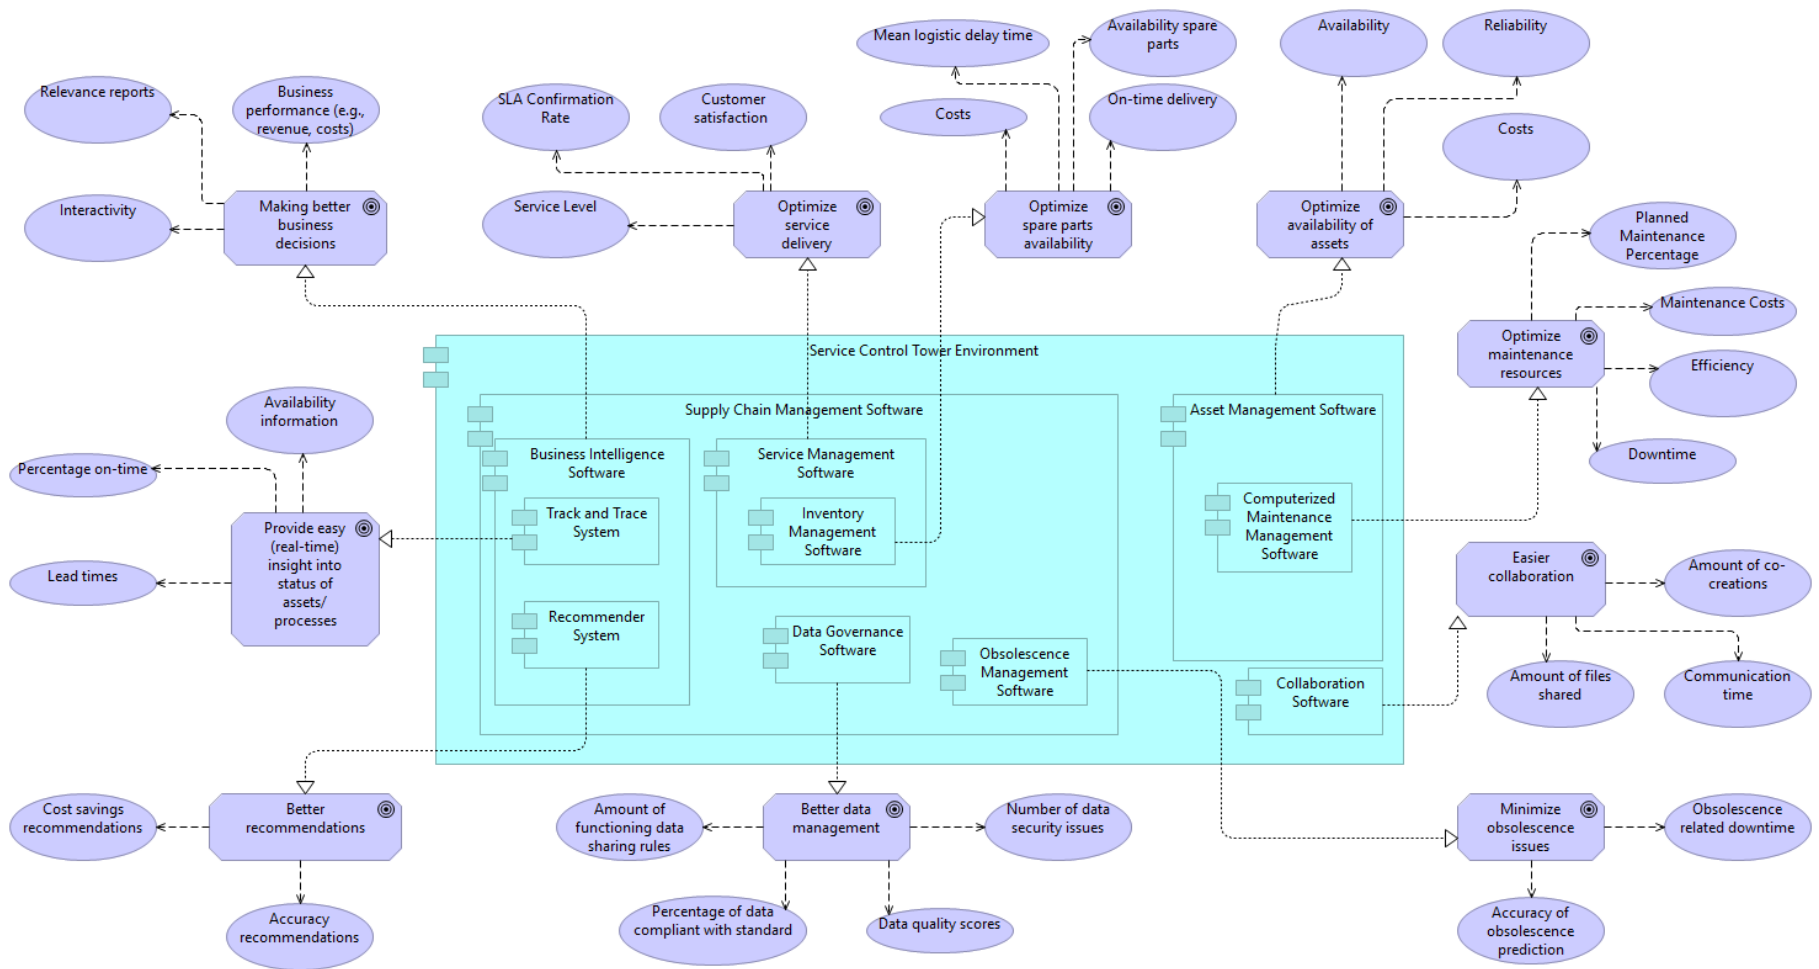 Mean logistic delay time
Availability spare
parts
Availability
Reliability
Relevance reports
Business
performance (e.g.,
revenue, costs)
SLA Confirmation
Rate
Customer
satisfaction
Costs
On-time delivery
Costs
Interactivity
Making better
business
decisions
Service Level
Optimize
service
delivery
Optimize
spare parts
availability
Optimize
availability of
assets
Planned
Maintenance
Percentage
Maintenance Costs
Optimize
maintenance
resources
Efficiency
Downtime
Service Control Tower Environment
Supply Chain Management Software
Asset Management Software
Availability
information
Percentage on-time
Business Intelligence
Software
Service Management
Software
Track and Trace
System
Inventory
Management
Software
Computerized
Maintenance
Management
Software
Provide easy
(real-time)
insight into
status of
assets/
processes
Lead times
Easier
collaboration
Amount of co-
creations
Recommender
System
Data Governance
Software
Obsolescence
Management
Software
Collaboration
Software
Amount of files
shared
Communication
time
Cost savings
recommendations
Better
recommendations
Amount of
functioning data
sharing rules
Better data
management
Number of data
security issues
Minimize
obsolescence
issues
Obsolescence
related downtime
Accuracy
recommendations
Percentage of data
compliant with standard
Data quality scores
Accuracy of
obsolescence
prediction